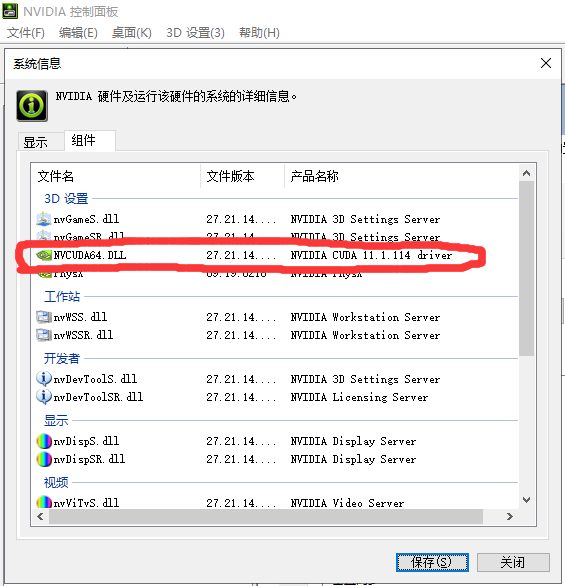 NVIDIA 控制面板
文件(F) 编辑(E) 桌面(K) 3D 设置(3) 帮助(H)
系统信息
NVIDIA 硬件及运行该硬件的系统的详细信息。
显示 组件
文件名 文件版本 产品名称
3D 设置
nvGameS.dll 27.21.14.... NVIDIA 3D Settings Server
nvGameSR.dll 27.21.14.... NVIDIA 3D Settings Server
NVCUDA64.DLL 27.21.14.... NVIDIA CUDA 11.1.114 driver
PhysX 09.19.0218 NVIDIA PhysX
工作站
nvWSS.dll 27.21.14.... NVIDIA Workstation Server
nvWSSR.dll 27.21.14.... NVIDIA Workstation Server
开发者
nvDevToolS.dll 27.21.14.... NVIDIA 3D Settings Server
nvDevToolSR.dll 27.21.14.... NVIDIA Licensing Server
显示
nvDispS.dll 27.21.14.... NVIDIA Display Server
nvDispSR.dll 27.21.14.... NVIDIA Display Server
视频
nvViTvS.dll 27.21.14.... NVIDIA Video Server
保存(S) 关闭